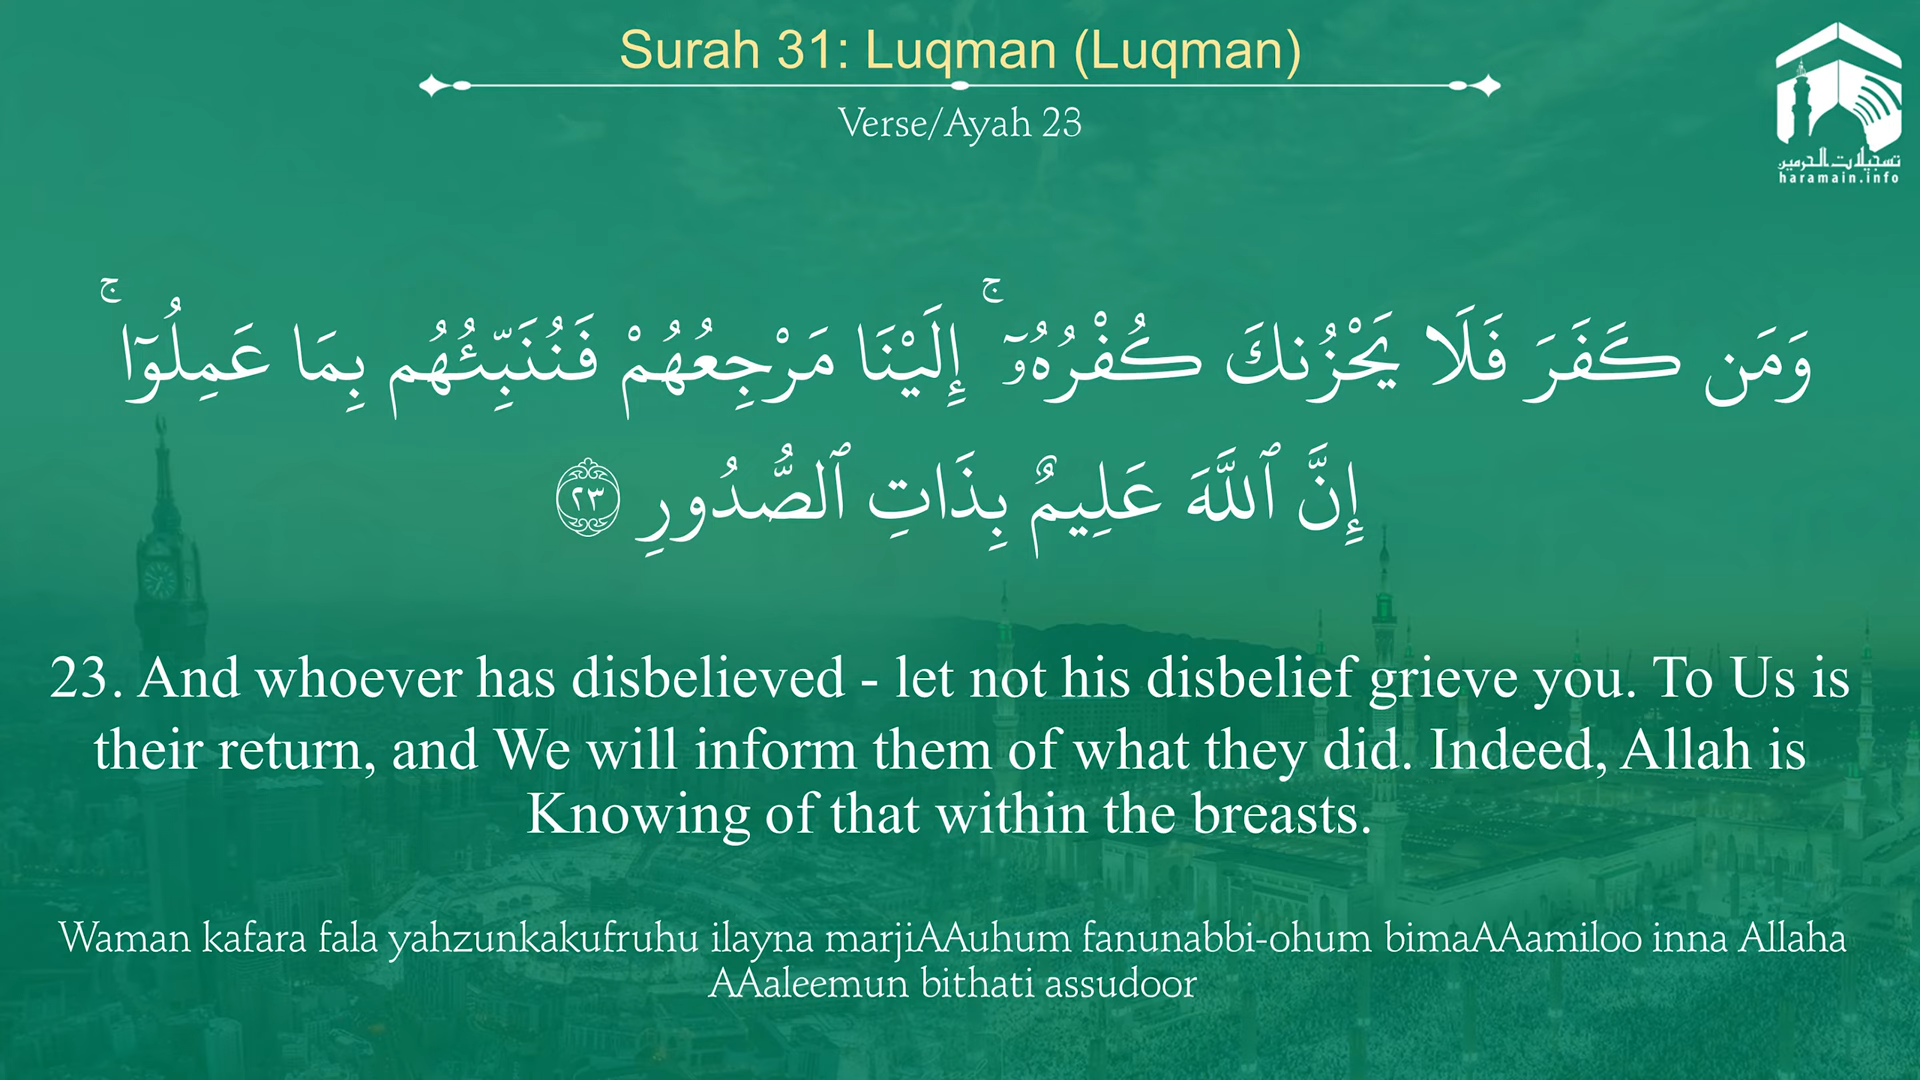 Surah 31: Luqman (Luqman)
Verse/Ayah 23
تسجيلات الحرمين
haramain.info
وَمَن كَفَرَ فَلَا يَحْزُنكَ كُفْرُهُۥٓ ۚ إِلَيْنَا مَرْجِعُهُمْ فَنُنَبِّئُهُم بِمَا عَمِلُوٓا۟ ۚ
إِنَّ ٱللَّهَ عَلِيمٌۢ بِذَاتِ ٱلصُّدُورِ ٢٣
23. And whoever has disbelieved - let not his disbelief grieve you. To Us is
their return, and We will inform them of what they did. Indeed, Allah is
Knowing of that within the breasts.
Waman kafara fala yahzunkakufruhu ilayna marjiAAuhum fanunabbi-ohum bimaAAamiloo inna Allaha
AAaleemun bithati assudoor